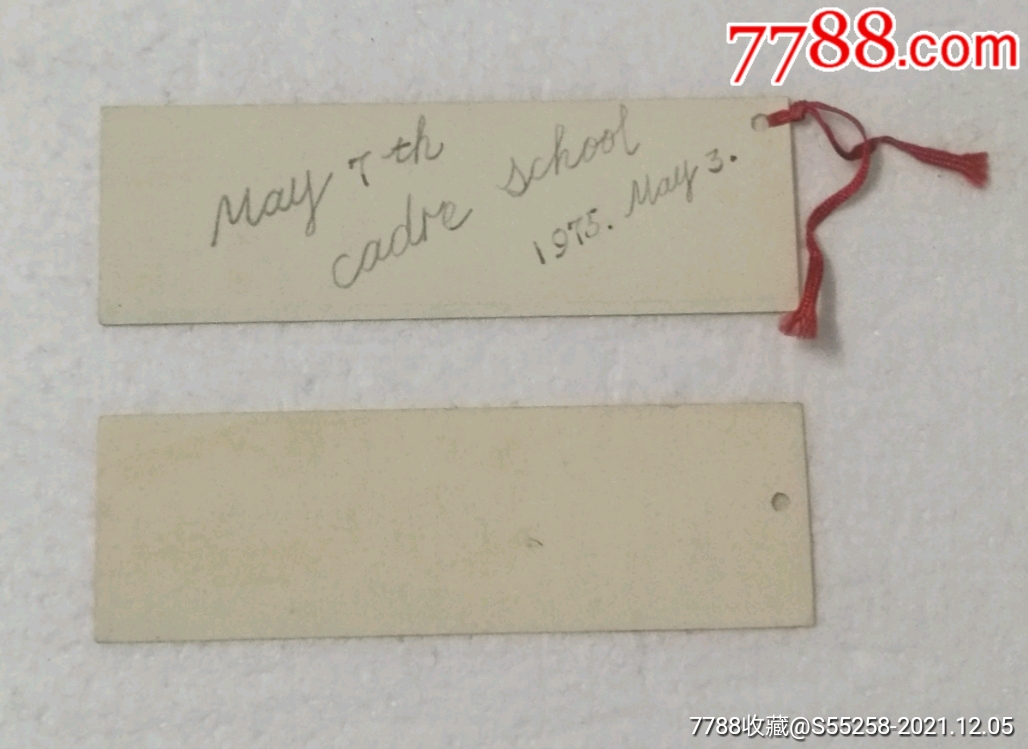 7788.com
May 7th
cadre school
1975. May 3.
7788收藏@S55258-2021.12.05